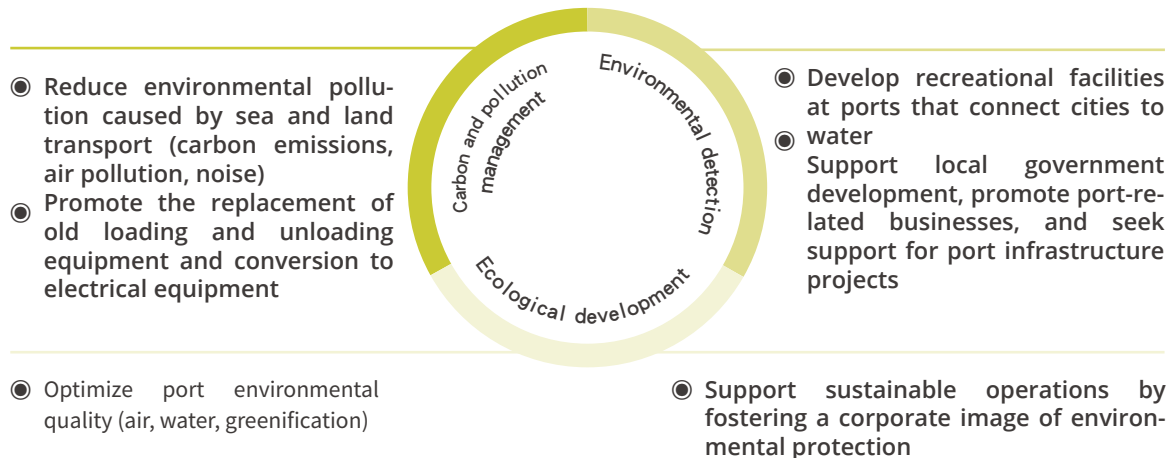 Carbon and pollution
management
Environmental detection
Ecological development
◉ Reduce environmental pollu-
tion caused by sea and land
transport (carbon emissions,
air pollution, noise)
◉ Promote the replacement of
old loading and unloading
equipment and conversion to
electrical equipment
◉ Develop recreational facilities
at ports that connect cities to
◉ water
Support local government
development, promote port-re-
lated businesses, and seek
support for port infrastructure
projects
◉ Optimize port environmental
quality (air, water, greenification)
◉ Support sustainable operations by
fostering a corporate image of environ-
mental protection